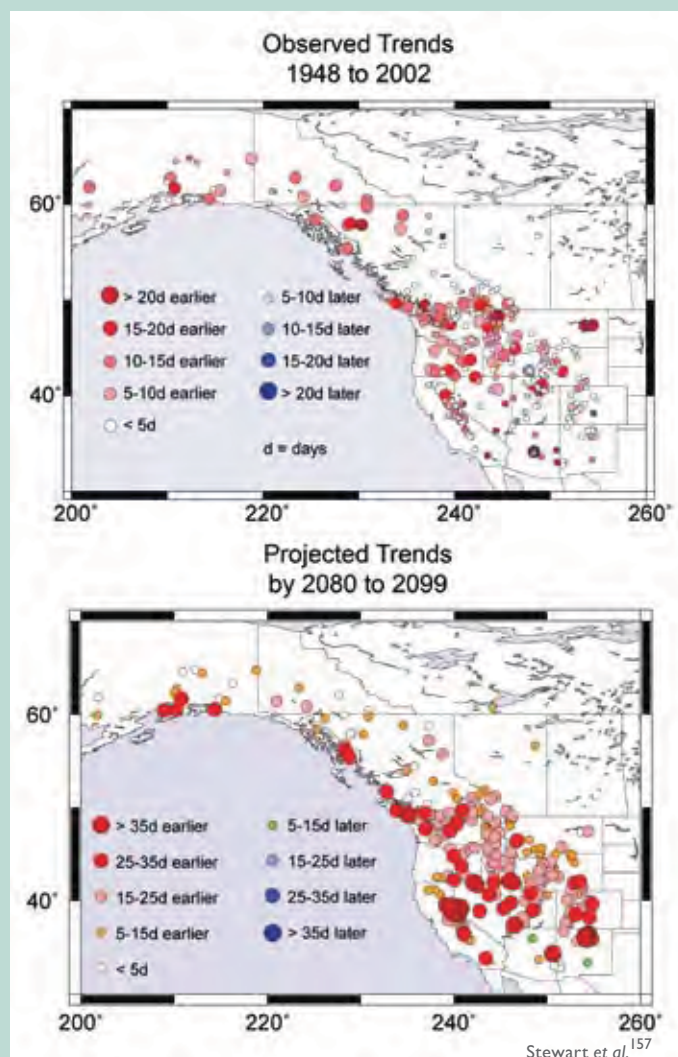 Observed Trends
1948 to 2002
60°
40°
> 20d earlier
15-20d earlier
10-15d earlier
5-10d earlier
< 5d
5-10d later
10-15d later
15-20d later
> 20d later
d = days
200° 220° 240° 260°
Projected Trends
by 2080 to 2099
60°
40°
> 35d earlier
25-35d earlier
15-25d earlier
5-15d earlier
< 5d
5-15d later
15-25d later
25-35d later
> 35d later
200° 220° 240° 260°
Stewart et al.157